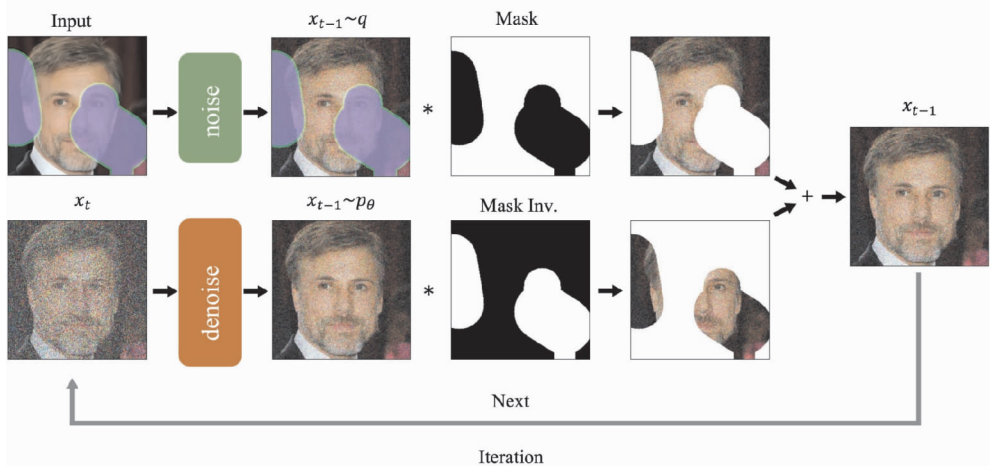 Input
x_{t-1}~q
Mask
noise
*
x_{t-1}
+
x_t
x_{t-1}~p_θ
Mask Inv.
denoise
*
Next
Iteration